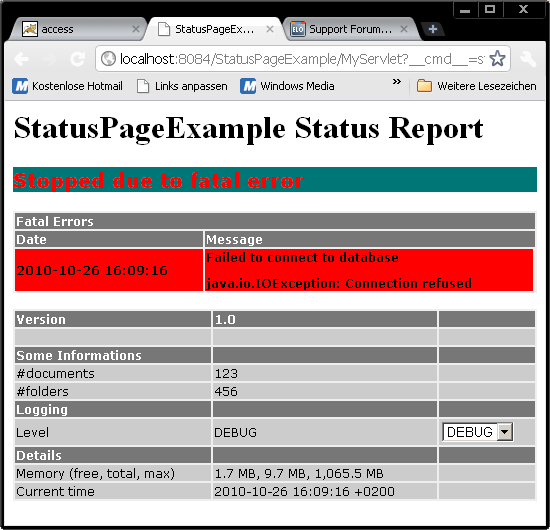 access
StatusPageEx...
Support Forum...
localhost:8084/StatusPageExample/MyServlet?__cmd__=s
Kostenlose Hotmail
Links anpassen
Windows Media
»
Weitere Lesezeichen
StatusPageExample Status Report
Stopped due to fatal error
Fatal Errors
Date Message
2010-10-26 16:09:16 Failed to connect to database
java.io.IOException: Connection refused
Version 1.0
Some Informations
#documents 123
#folders 456
Logging
Level DEBUG DEBUG
Details
Memory (free, total, max) 1.7 MB, 9.7 MB, 1,065.5 MB
Current time 2010-10-26 16:09:16 +0200